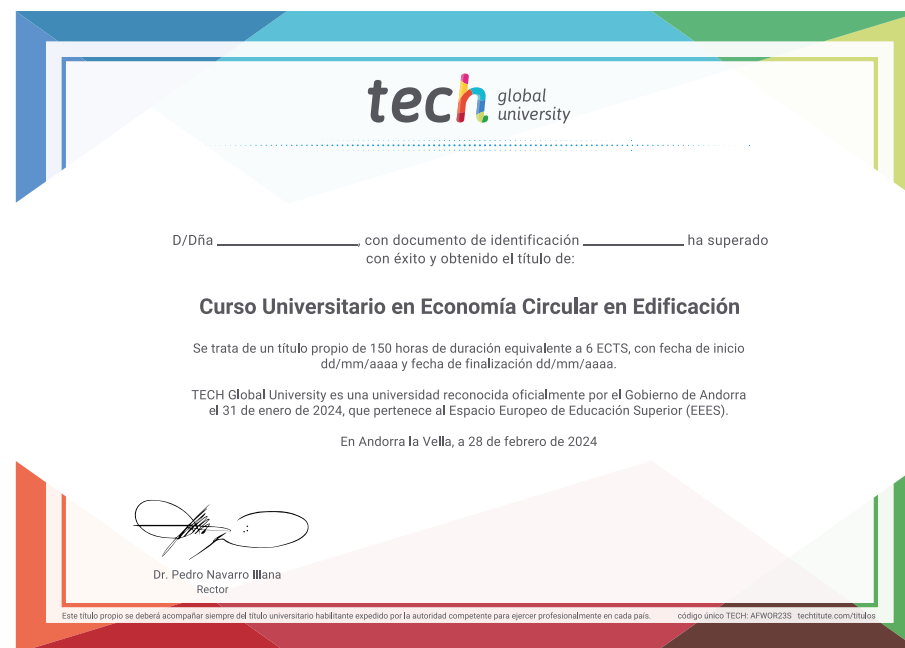 tech global
university
D/Dña ____________________, con documento de identificación ______________ ha superado
con éxito y obtenido el título de:
Curso Universitario en Economía Circular en Edificación
Se trata de un título propio de 150 horas de duración equivalente a 6 ECTS, con fecha de inicio
dd/mm/aaaa y fecha de finalización dd/mm/aaaa.
TECH Global University es una universidad reconocida oficialmente por el Gobierno de Andorra
el 31 de enero de 2024, que pertenece al Espacio Europeo de Educación Superior (EEES).
En Andorra la Vella, a 28 de febrero de 2024
Dr. Pedro Navarro Illana
Rector
Este título propio se deberá acompañar siempre del título universitario habilitante expedido por la autoridad competente para ejercer profesionalmente en cada país. código único TECH: AFWOR23S techtitute.com/titulos